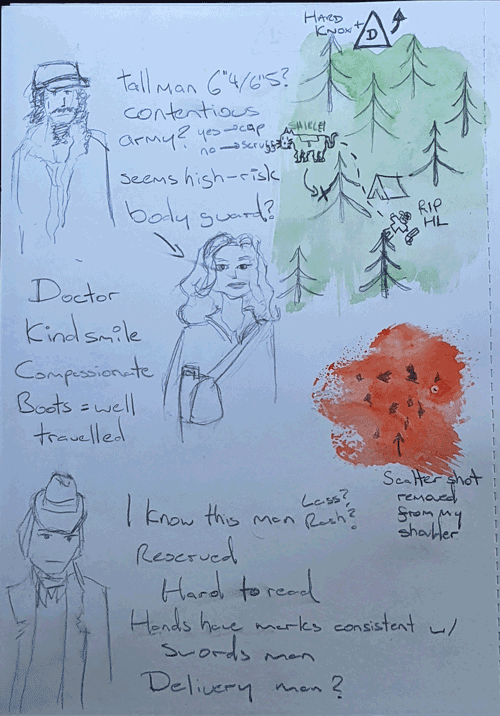 HARD
KNOX +
D
tall man 6"4/6"5?
contentious
army? yes → cap
no → scruggs
SHIELEH
seems high-risk
body guard?
RIP
HL
Doctor
Kind smile
Compassionate
Boots = well
travelled
Scatter shot
removed
from my
shoulder
I know this man Lass?
Rash?
Reserved
Hard to read
Hands have marks consistent w/
Swords man
Delivery man?